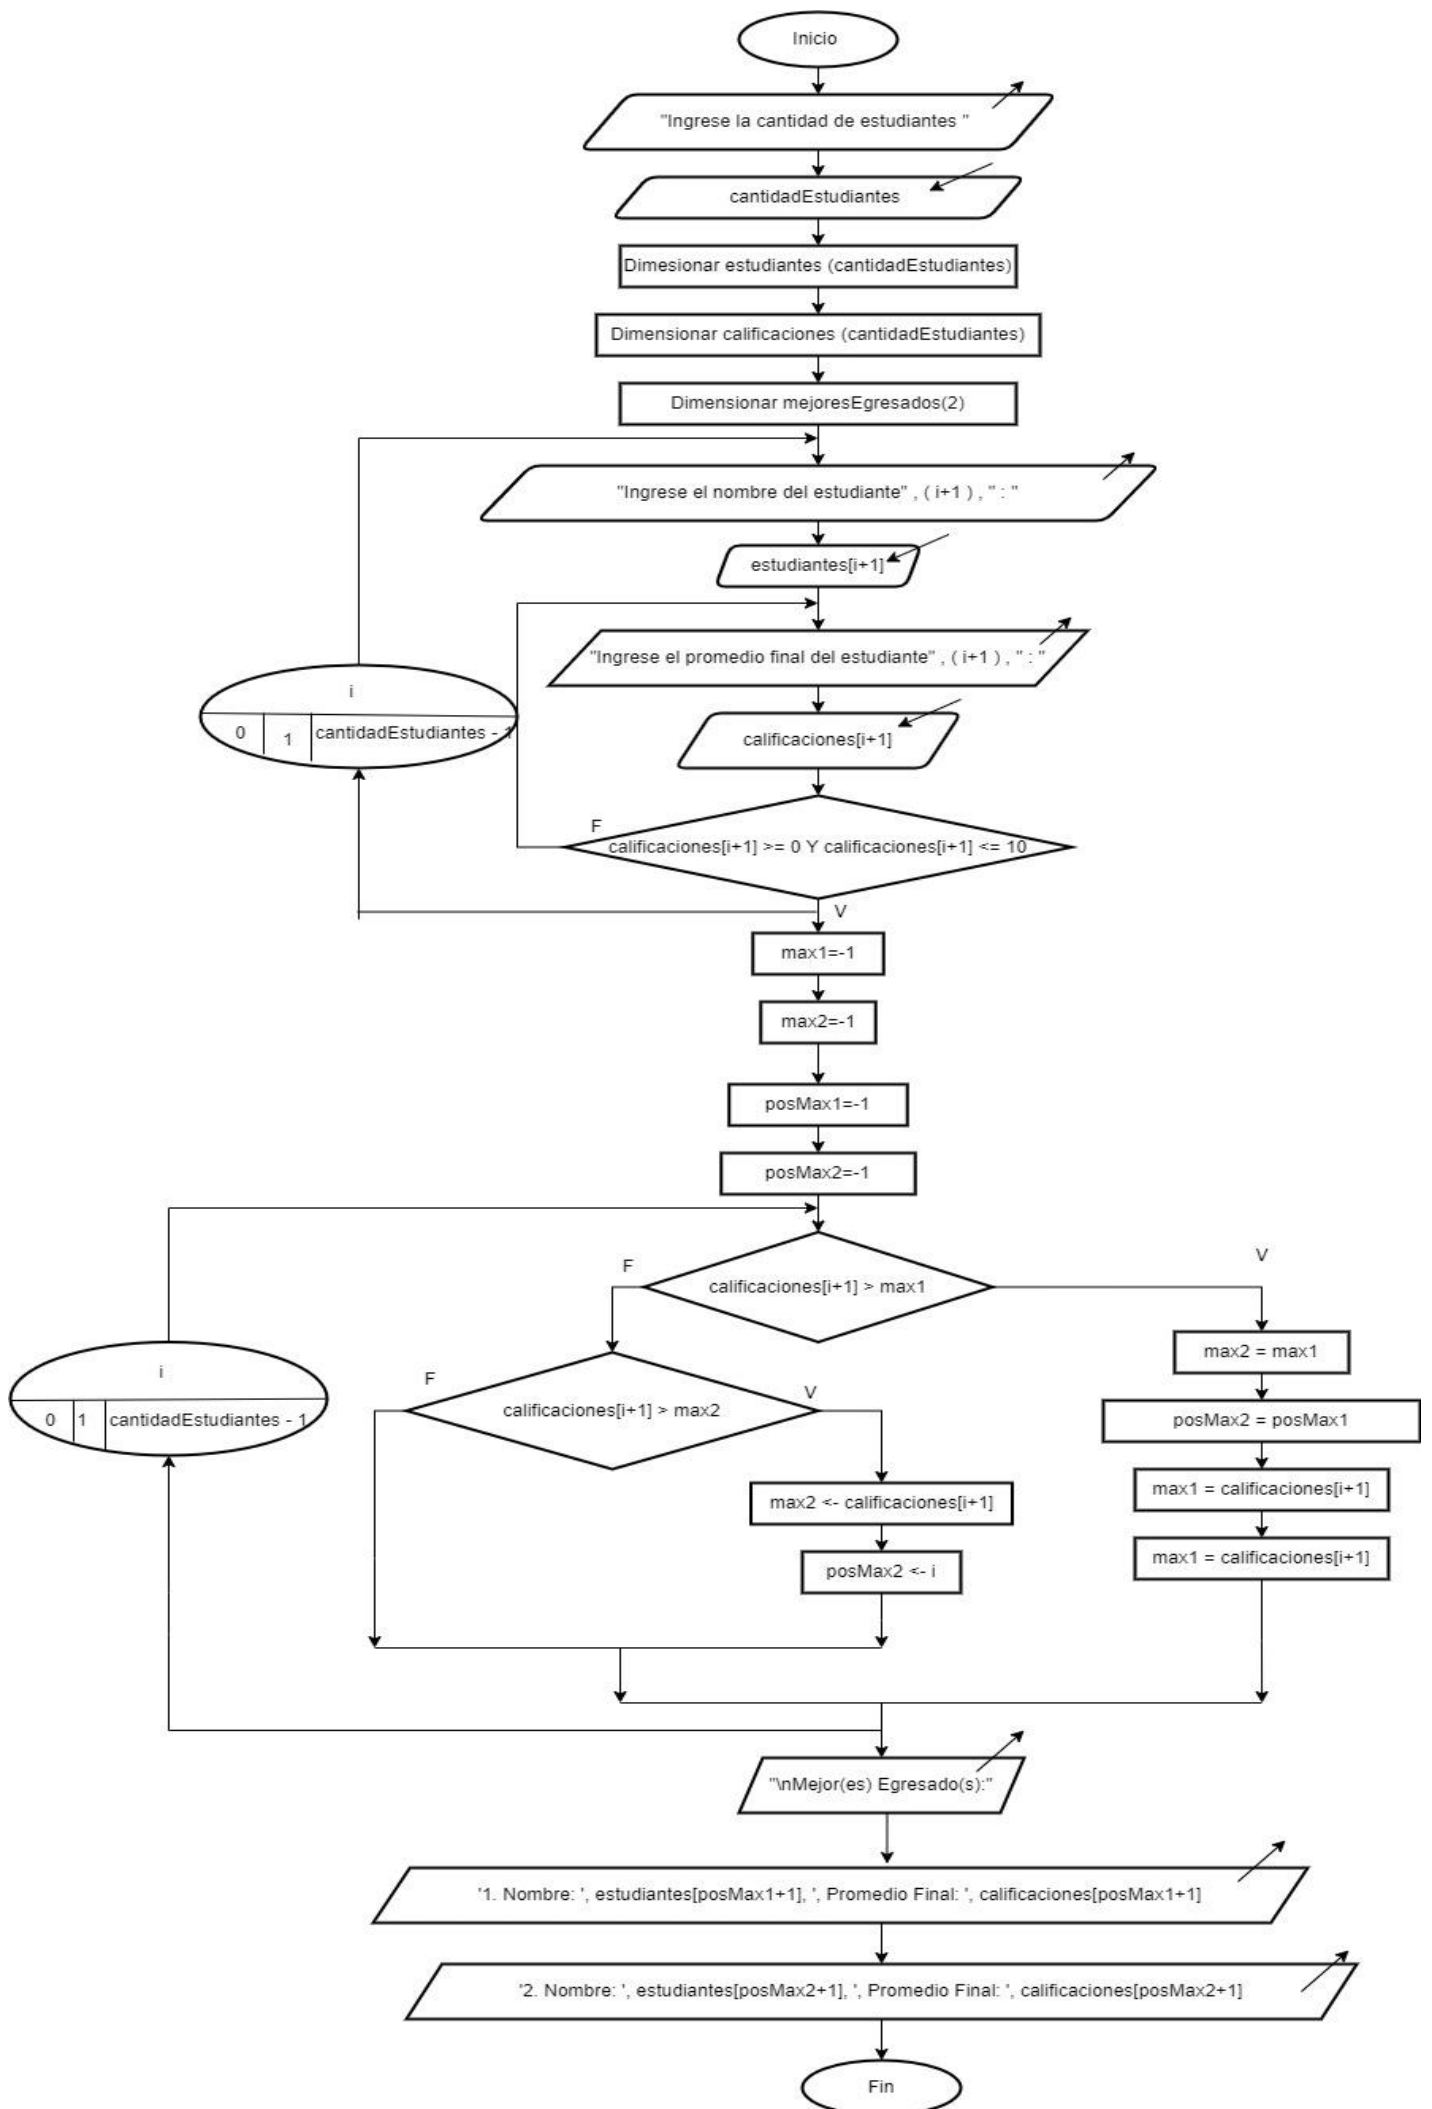 Inicio
"Ingrese la cantidad de estudiantes "
cantidadEstudiantes
Dimesionar estudiantes (cantidadEstudiantes)
Dimensionar calificaciones (cantidadEstudiantes)
Dimensionar mejoresEgresados(2)
"Ingrese el nombre del estudiante" , ( i+1 ) , " : "
estudiantes[i+1]
"Ingrese el promedio final del estudiante" , ( i+1 ) , " : "
i
0 1 cantidadEstudiantes - 1
calificaciones[i+1]
F
calificaciones[i+1] >= 0 Y calificaciones[i+1] <= 10
V
max1=-1
max2=-1
posMax1=-1
posMax2=-1
F
calificaciones[i+1] > max1
V
i
0 1 cantidadEstudiantes - 1
F
calificaciones[i+1] > max2
V
max2 <- calificaciones[i+1]
posMax2 <- i
max2 = max1
posMax2 = posMax1
max1 = calificaciones[i+1]
max1 = calificaciones[i+1]
"\nMejor(es) Egresado(s):"
'1. Nombre: ', estudiantes[posMax1+1], ', Promedio Final: ', calificaciones[posMax1+1]
'2. Nombre: ', estudiantes[posMax2+1], ', Promedio Final: ', calificaciones[posMax2+1]
Fin